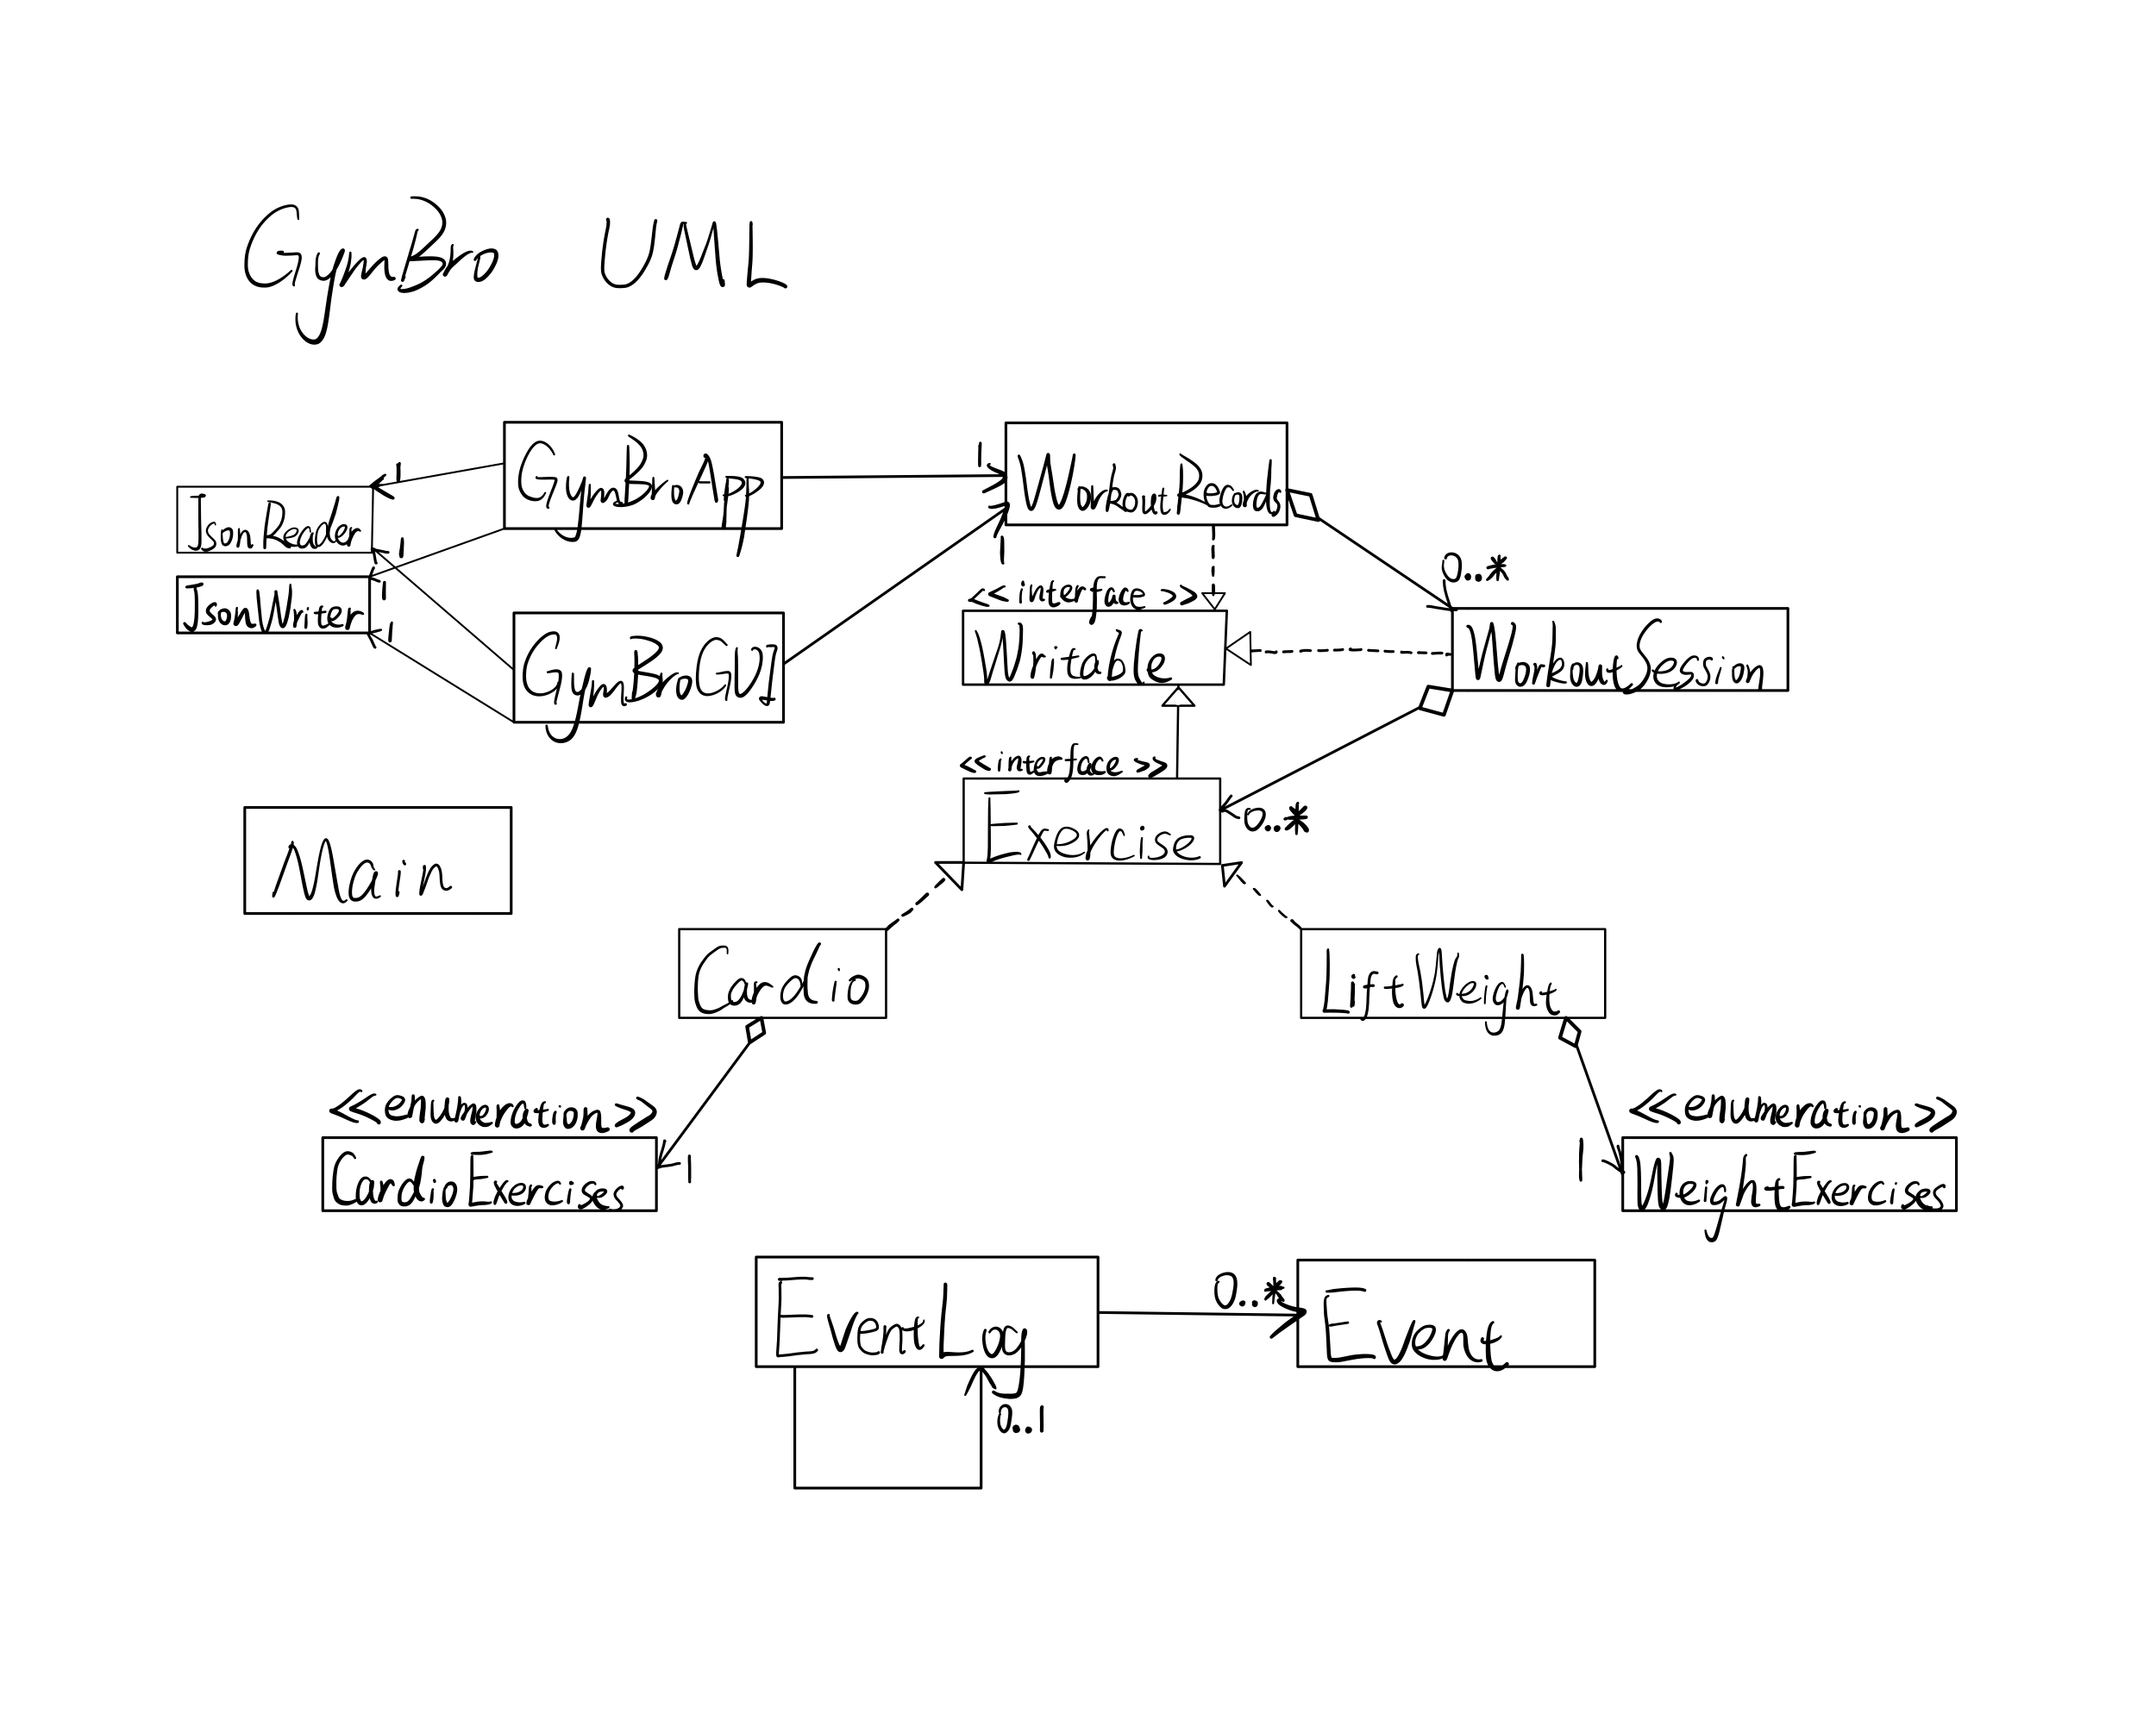 GymBro UML
GymBroApp
1
WorkoutRecords
1
JsonReader
1
1
0..*
JsonWriter
1
1
GymBroGUI
1
<<interface>>
Writable
WorkoutSession
<<interface>>
Exercise
0..*
Main
Cardio
LiftWeight
<<enumeration>>
CardioExercises
1
<<enumeration>>
WeightExercises
1
EventLog
0..*
Event
0..1